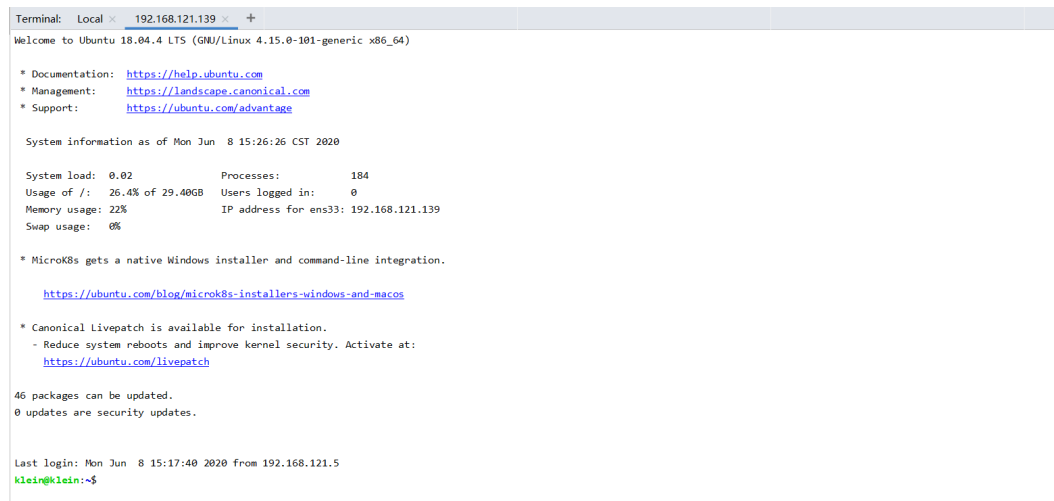 Terminal: Local × 192.168.121.139 × +
Welcome to Ubuntu 18.04.4 LTS (GNU/Linux 4.15.0-101-generic x86_64)
* Documentation: https://help.ubuntu.com
* Management: https://landscape.canonical.com
* Support: https://ubuntu.com/advantage
System information as of Mon Jun 8 15:26:26 CST 2020
System load: 0.02 Processes: 184
Usage of /: 26.4% of 29.40GB Users logged in: 0
Memory usage: 22% IP address for ens33: 192.168.121.139
Swap usage: 0%
* MicroK8s gets a native Windows installer and command-line integration.
https://ubuntu.com/blog/microk8s-installers-windows-and-macos
* Canonical Livepatch is available for installation.
- Reduce system reboots and improve kernel security. Activate at:
https://ubuntu.com/livepatch
46 packages can be updated.
0 updates are security updates.
Last login: Mon Jun 8 15:17:40 2020 from 192.168.121.5
klein@klein:~$